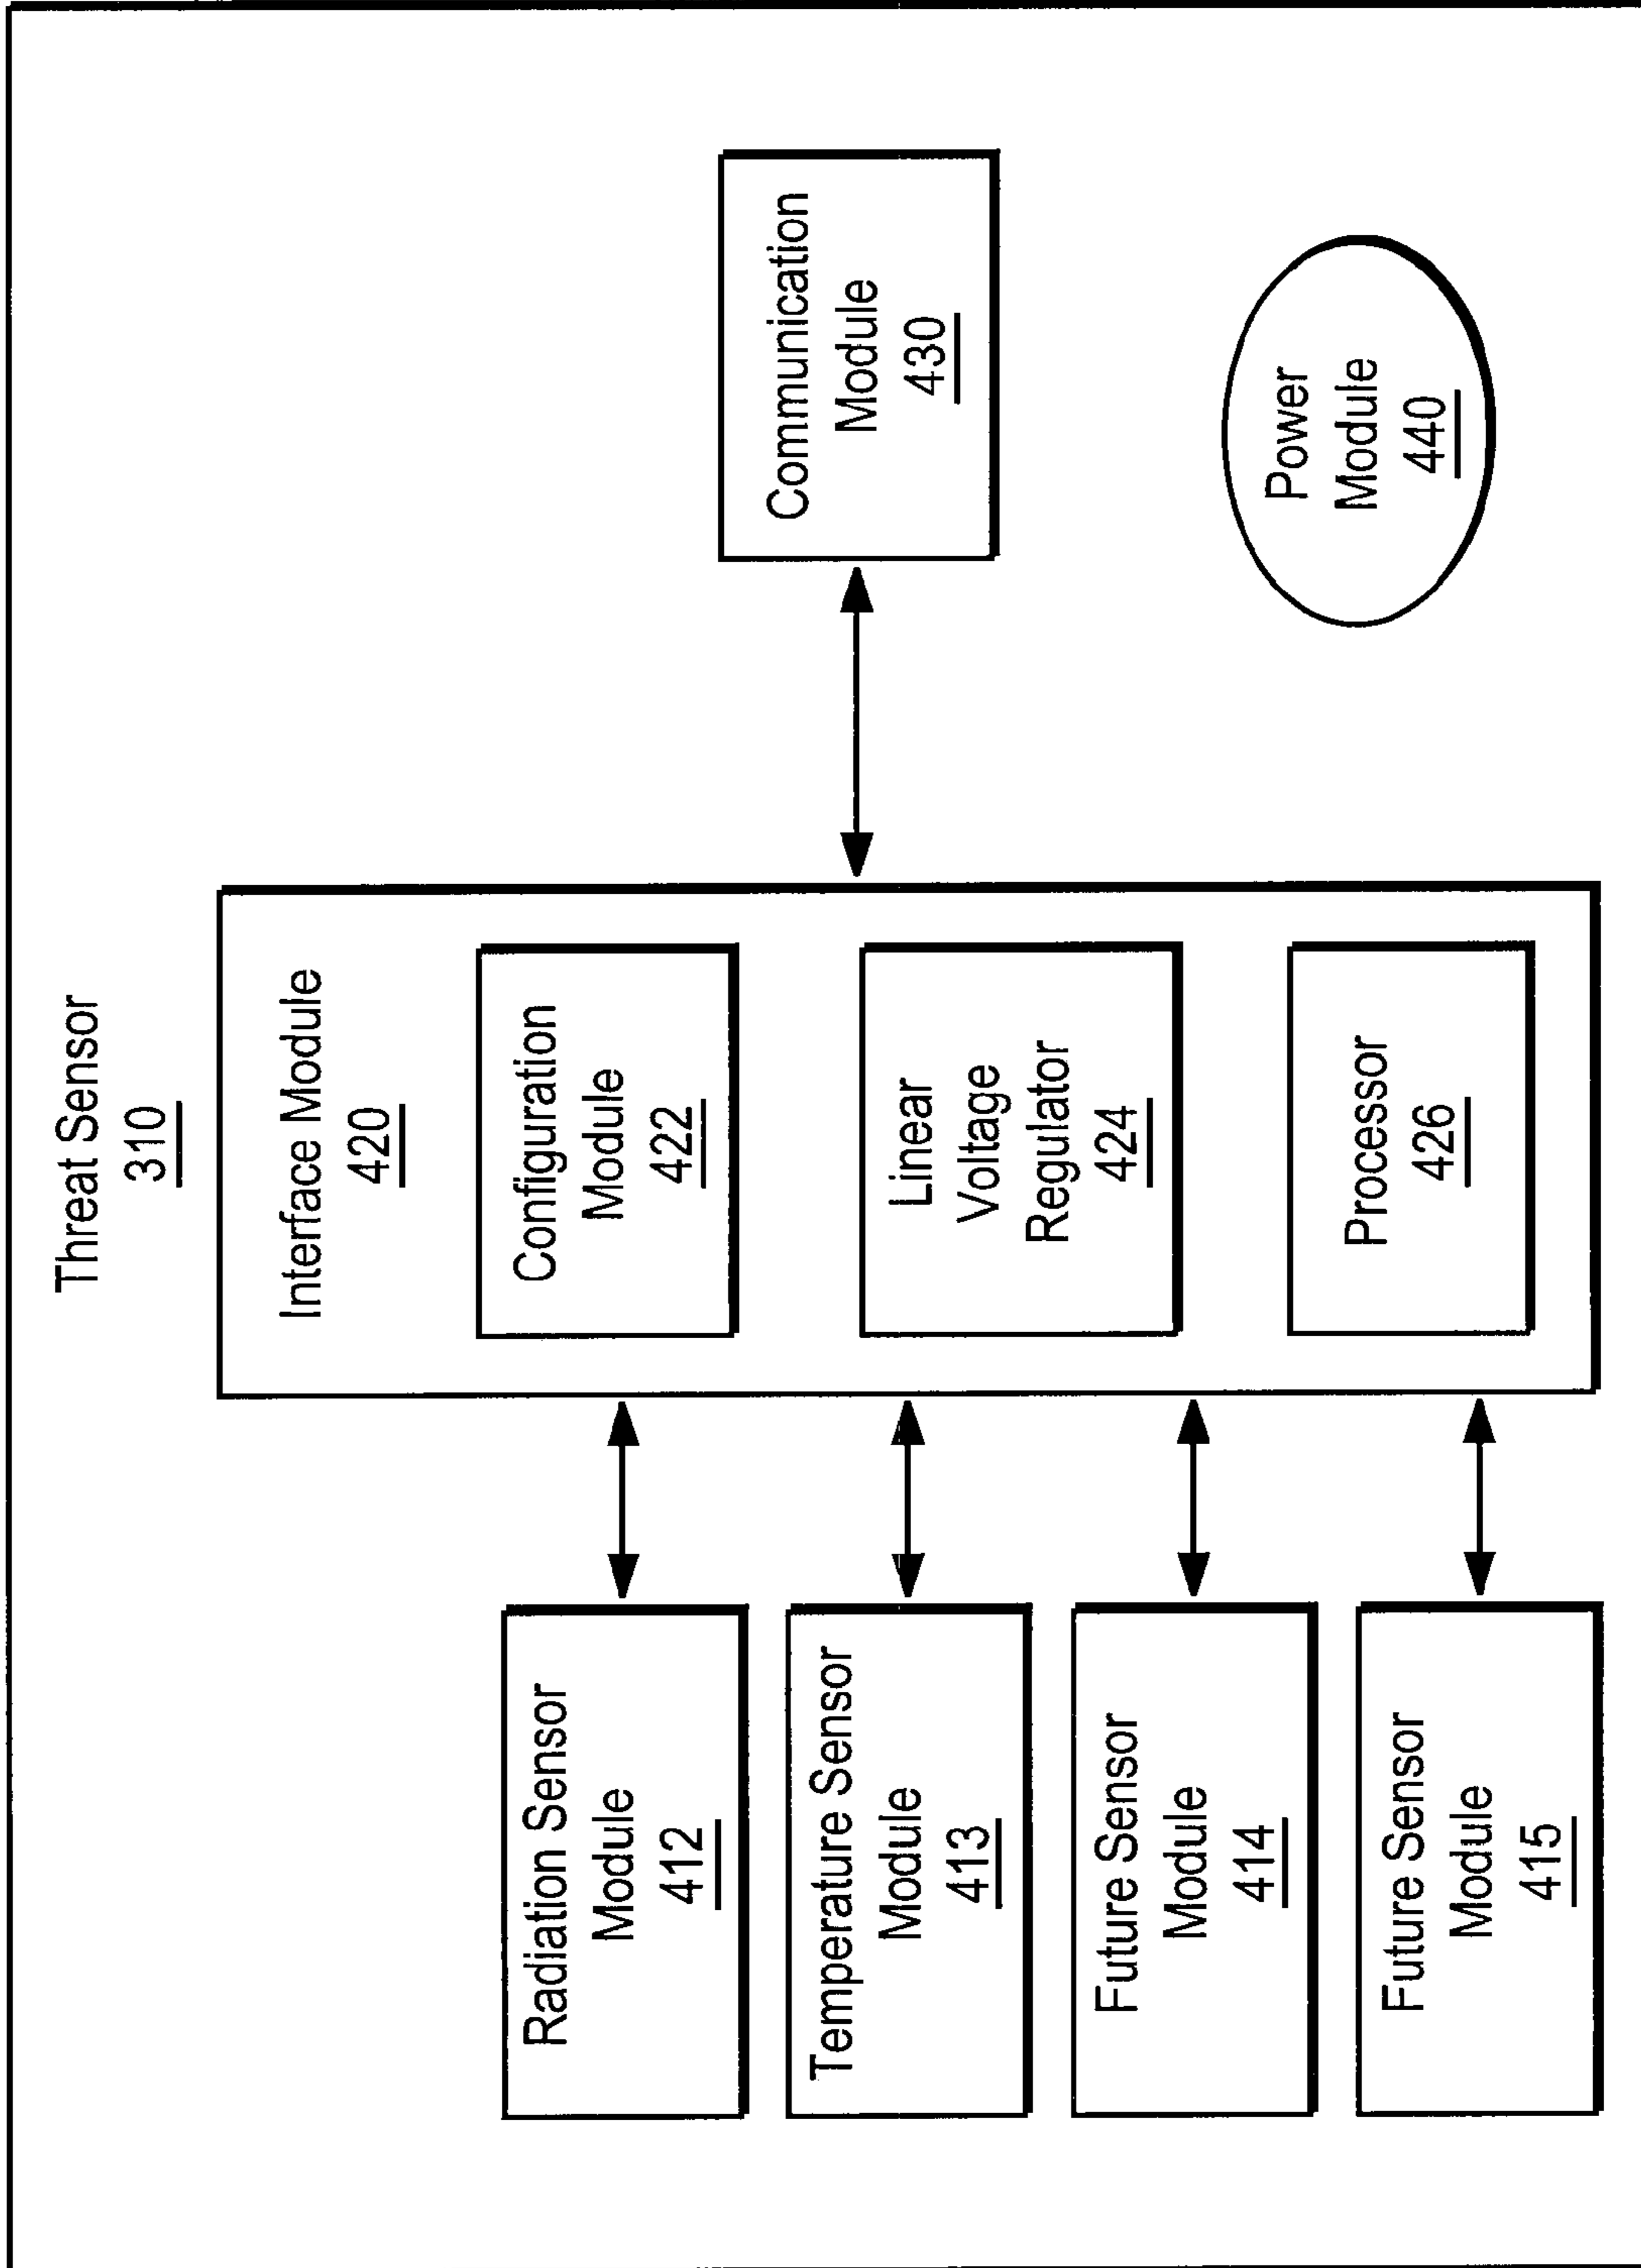 Threat Sensor
310
Radiation Sensor
Module
412
Temperature Sensor
Module
413
Future Sensor
Module
414
Future Sensor
Module
415
Interface Module
420
Configuration
Module
422
Linear
Voltage
Regulator
424
Processor
426
Communication
Module
430
Power
Module
440